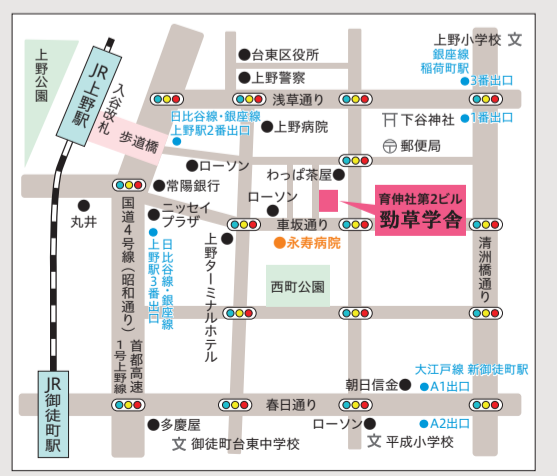 上野小学校 文
銀座線
稲荷町駅
3番出口
上野公園
JR上野駅
入谷改札
歩道橋
台東区役所
上野警察
浅草通り
日比谷線・銀座線
上野駅2番出口
上野病院
下谷神社
1番出口
郵便局
ローソン
わっぱ茶屋
常陽銀行
丸井
ニッセイ
プラザ
ローソン
育伸社第2ビル
勁草学舎
車坂通り
永寿病院
国道4号線(昭和通り)
日比谷線・銀座線
上野駅3番出口
上野ターミナルホテル
西町公園
清洲橋通り
首都高速
1号上野線
大江戸線 新御徒町駅
朝日信金
A1出口
JR御徒町駅
春日通り
多慶屋
ローソン
A2出口
文 御徒町台東中学校
文 平成小学校